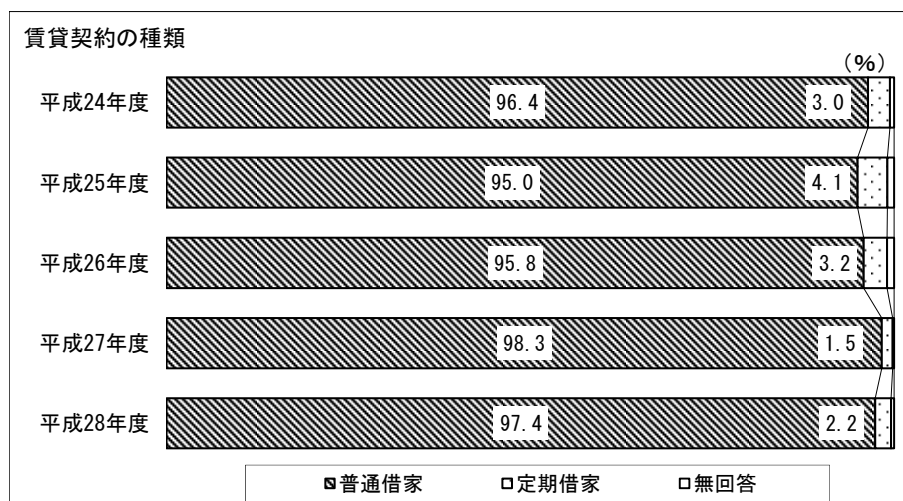 賃貸契約の種類
（%）
平成24年度 96.4 3.0
平成25年度 95.0 4.1
平成26年度 95.8 3.2
平成27年度 98.3 1.5
平成28年度 97.4 2.2
普通借家 定期借家 無回答